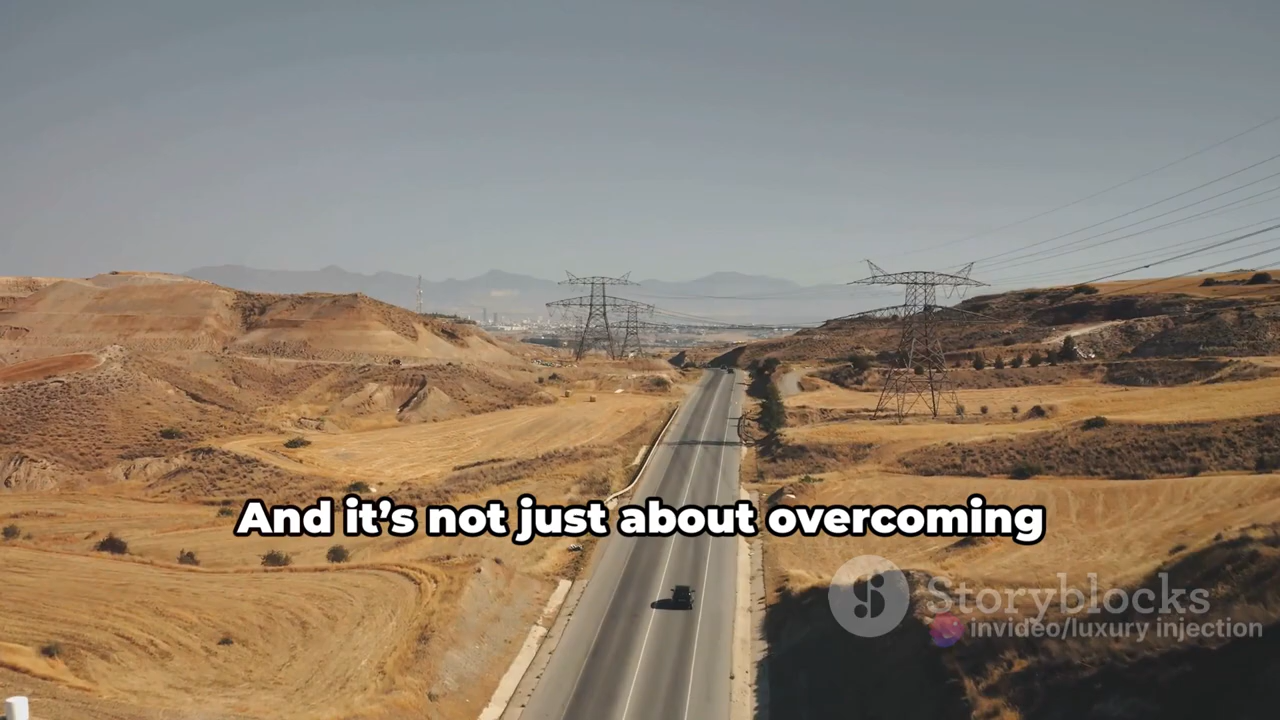 And it's not just about overcoming
Storyblocks
invideo/luxury injection